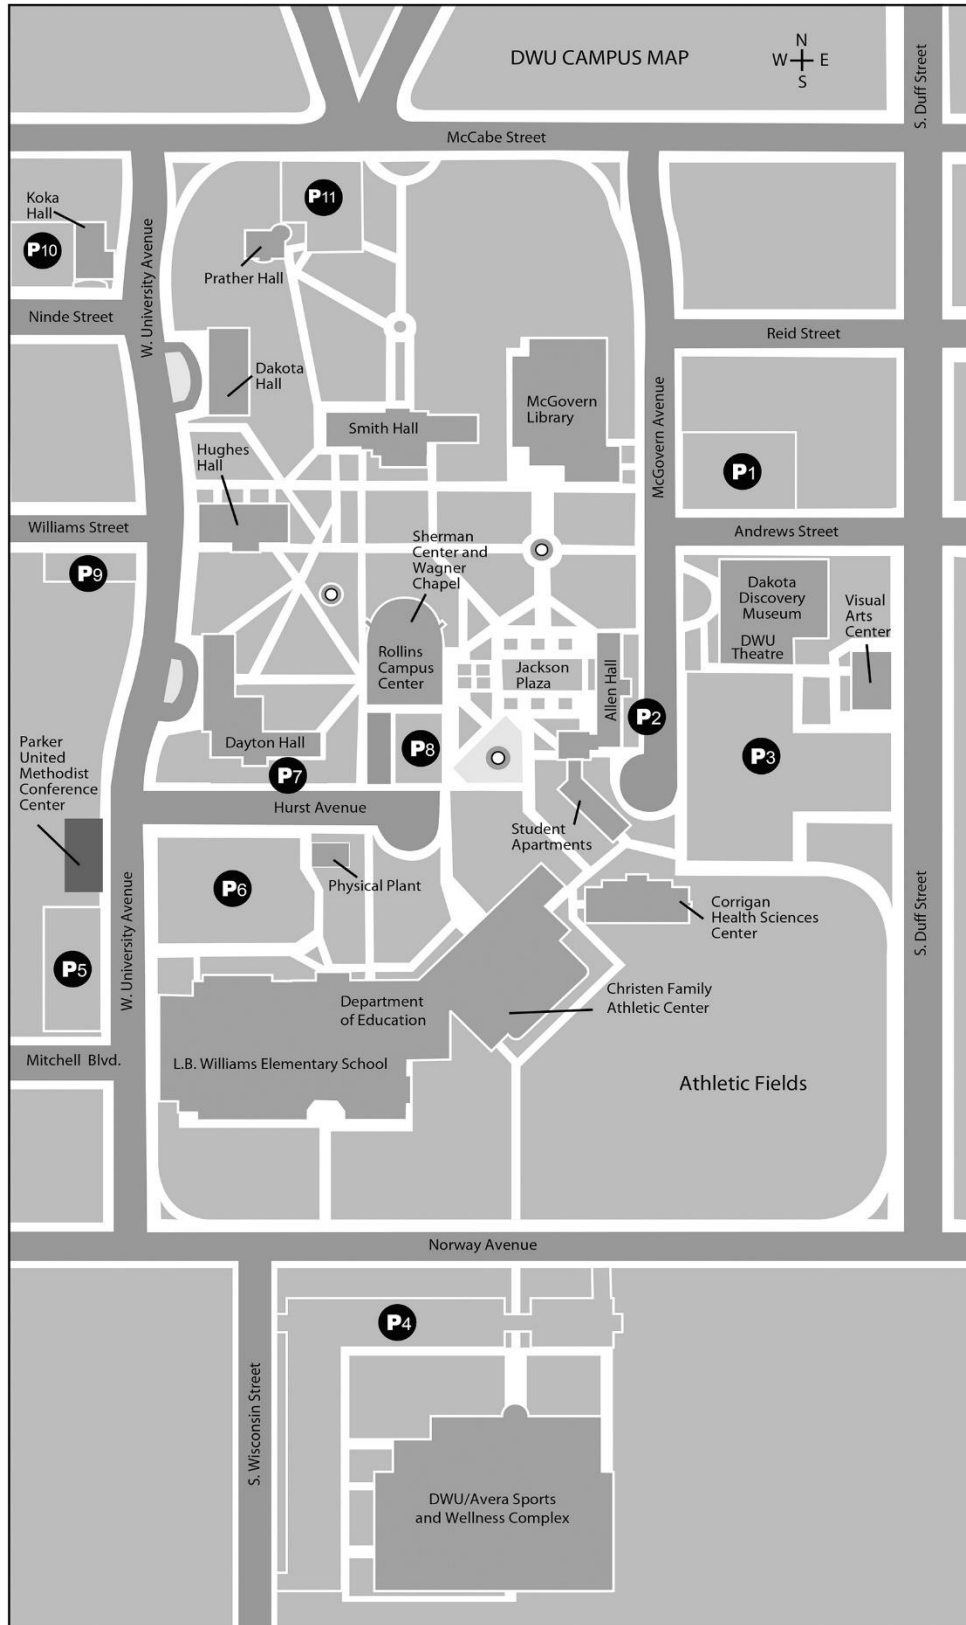 DWU CAMPUS MAP
N
W E
S
S. Duff Street
McCabe Street
Koka
Hall
P10
P11
Prather Hall
W. University Avenue
Ninde Street
Reid Street
Dakota
Hall
McGovern
Library
Smith Hall
McGovern Avenue
Hughes
Hall
P1
Williams Street
Andrews Street
P9
Sherman
Center and
Wagner
Chapel
Dakota
Discovery
Museum
DWU
Theatre
Visual
Arts
Center
Rollins
Campus
Center
Jackson
Plaza
Allen Hall
P2
Dayton Hall
P8
P3
Parker
United
Methodist
Conference
Center
P7
Hurst Avenue
Student
Apartments
P6
Physical Plant
Corrigan
Health Sciences
Center
W. University Avenue
S. Duff Street
P5
Department
of Education
Christen Family
Athletic Center
Mitchell Blvd.
L.B. Williams Elementary School
Athletic Fields
Norway Avenue
P4
S. Wisconsin Street
DWU/Avera Sports
and Wellness Complex